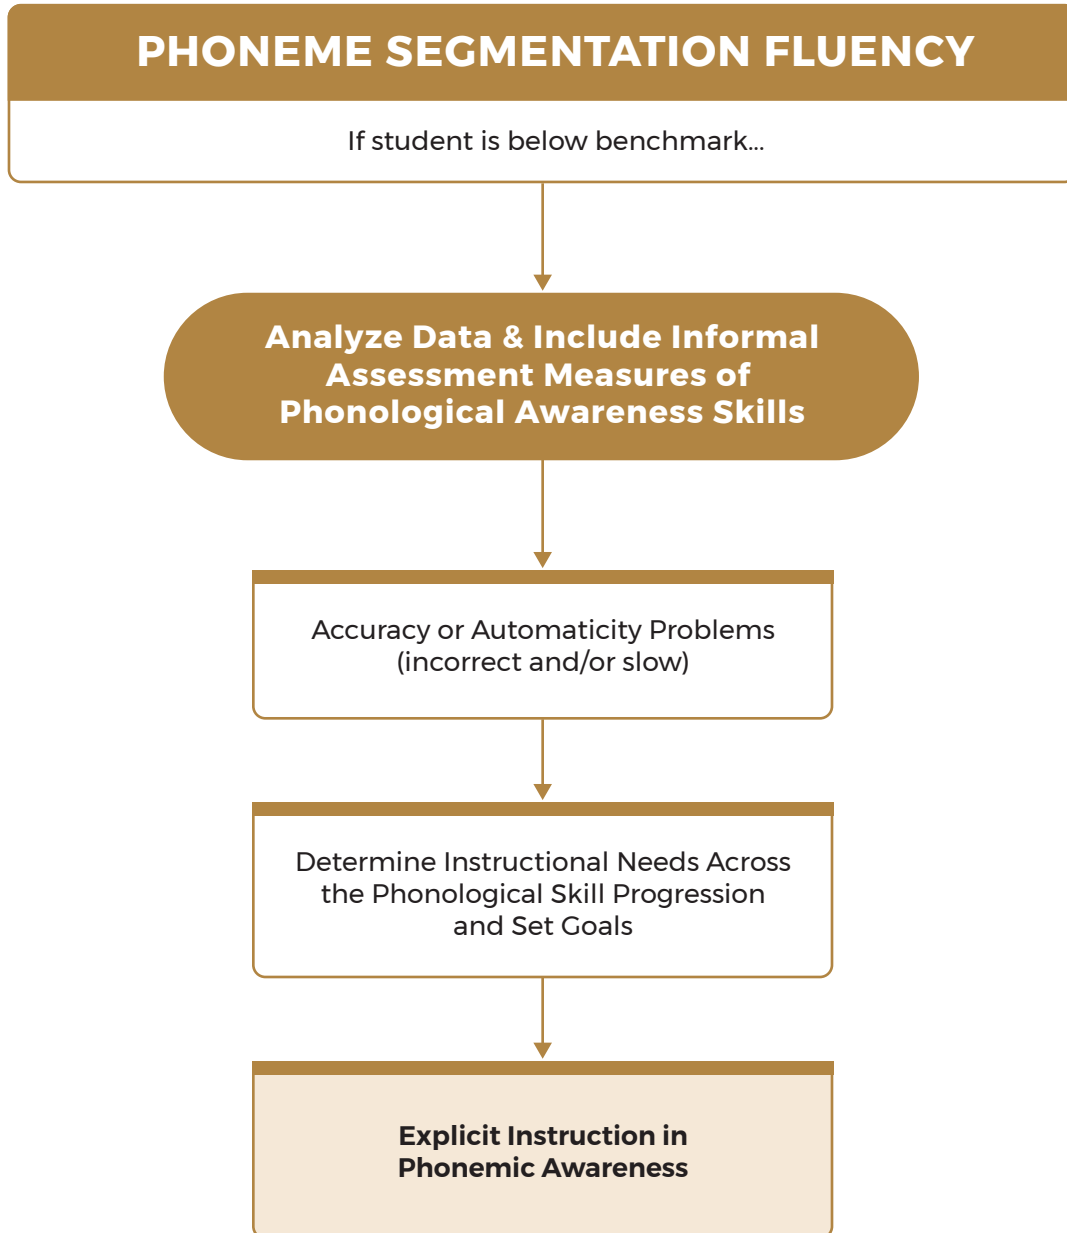 PHONEME SEGMENTATION FLUENCY
If student is below benchmark...
Analyze Data & Include Informal
Assessment Measures of
Phonological Awareness Skills
Accuracy or Automaticity Problems
(incorrect and/or slow)
Determine Instructional Needs Across
the Phonological Skill Progression
and Set Goals
Explicit Instruction in
Phonemic Awareness